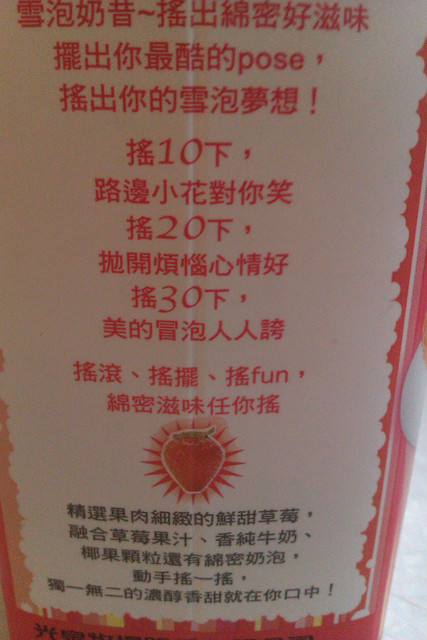 雪泡奶昔~搖出綿密好滋味
擺出你最酷的pose，
搖出你的雪泡夢想！
搖10下，
路邊小花對你笑
搖20下，
拋開煩惱心情好
搖30下，
美的冒泡人人誇
搖滾、搖擺、搖fun，
綿密滋味任你搖
精選果肉細緻的鮮甜草莓，
融合草莓果汁、香純牛奶、
椰果顆粒還有綿密奶泡，
動手搖一搖，
獨一無二的濃醇香甜就在你口中！